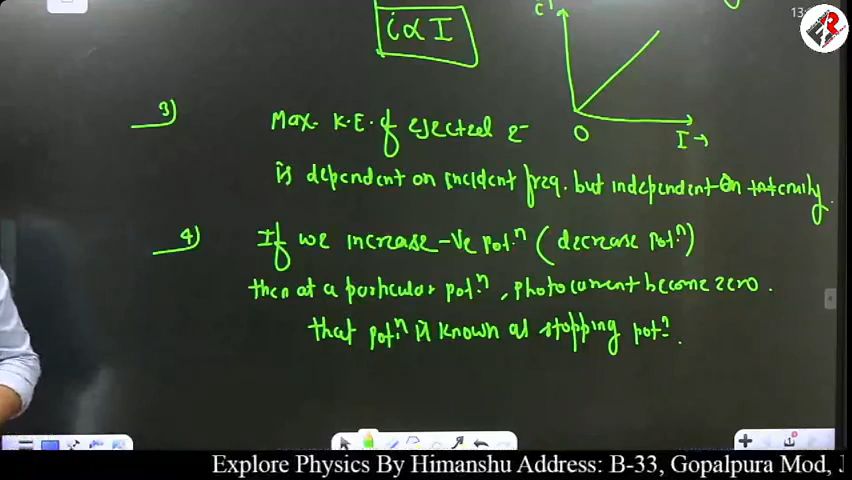 13:
i α I
I →
O
3) Max. K.E. of ejected e-
is dependent on incident freq. but independent on intensity.
4) If we increase -ve pot.n (decrease pot.n)
then at a particular pot.n, photocurrent become zero.
that pot.n is known as stopping pot.n.
Explore Physics By Himanshu Address: B-33, Gopalpura Mod, J